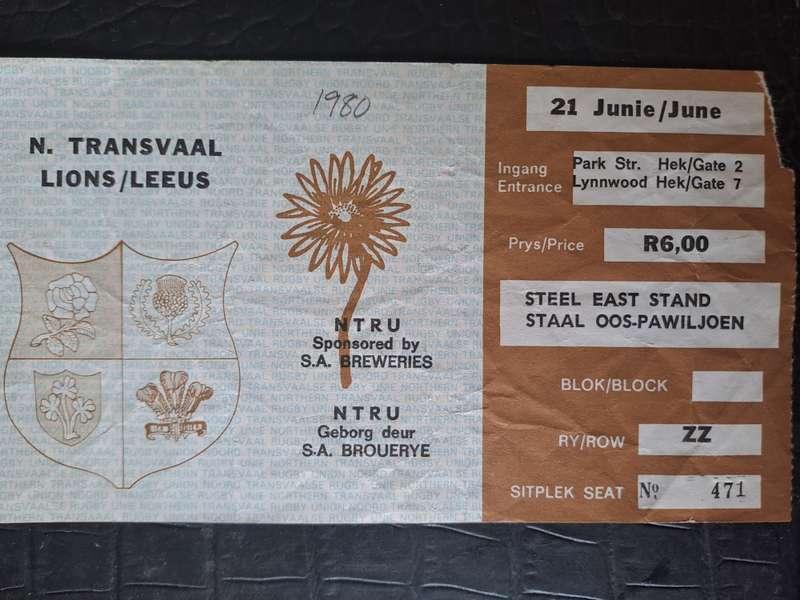 1980
N. TRANSVAAL
LIONS/LEEUS
NTRU
Sponsored by
S.A. BREWERIES
NTRU
Geborg deur
S.A. BROUERYE
21 Junie/June
Ingang
Entrance
Park Str. Hek/Gate 2
Lynnwood Hek/Gate 7
Prys/Price
R6,00
STEEL EAST STAND
STAAL OOS-PAWILJOEN
BLOK/BLOCK
RY/ROW
ZZ
SITPLEK SEAT
Nº 471